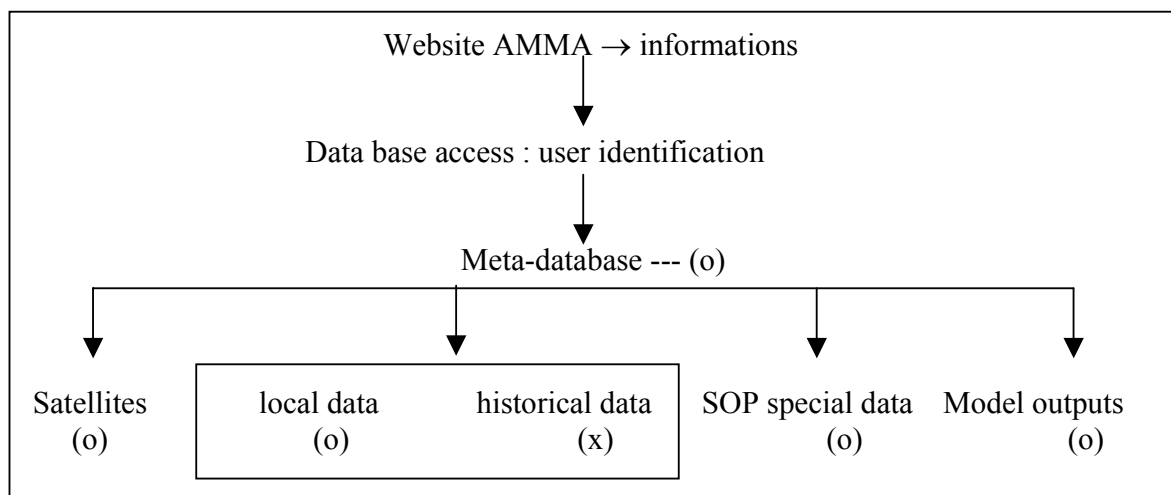 Website AMMA → informations
Data base access : user identification
Meta-database --- (o)
Satellites local data historical data SOP special data Model outputs
(o) (o) (x) (o) (o)